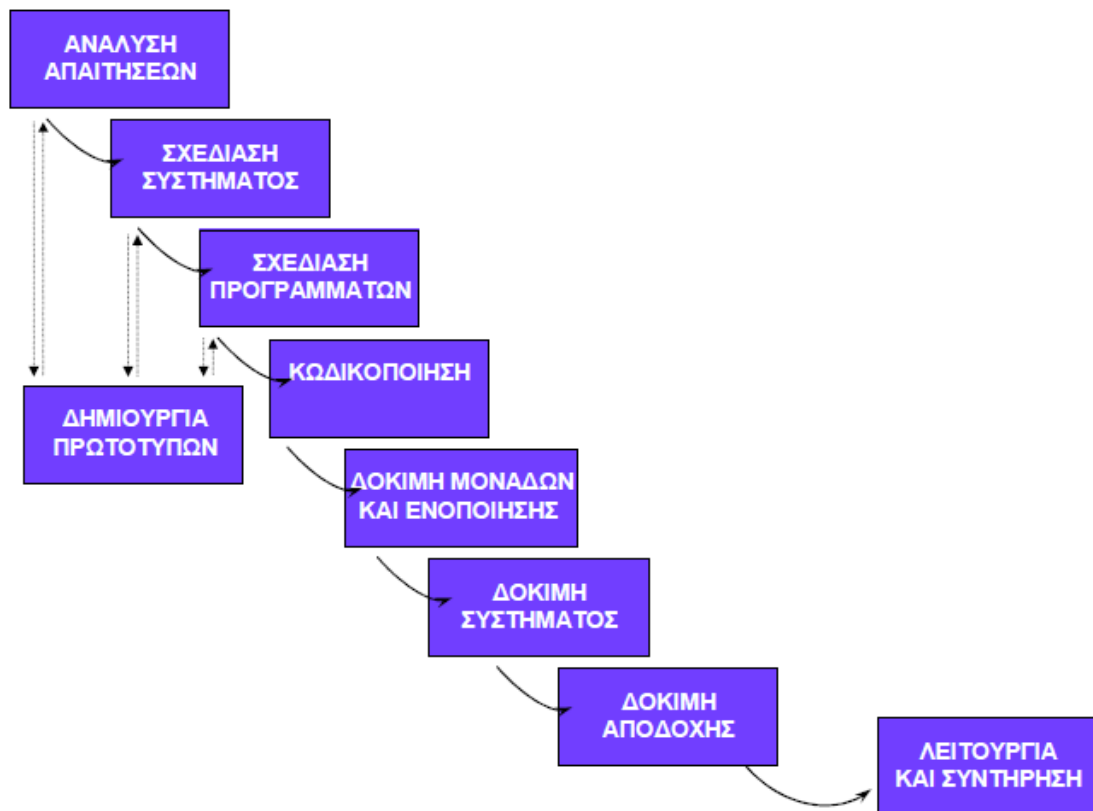 ΑΝΑΛΥΣΗ
ΑΠΑΙΤΗΣΕΩΝ
ΣΧΕΔΙΑΣΗ
ΣΥΣΤΗΜΑΤΟΣ
ΣΧΕΔΙΑΣΗ
ΠΡΟΓΡΑΜΜΑΤΩΝ
ΚΩΔΙΚΟΠΟΙΗΣΗ
ΔΗΜΙΟΥΡΓΙΑ
ΠΡΩΤΟΤΥΠΩΝ
ΔΟΚΙΜΗ ΜΟΝΑΔΩΝ
ΚΑΙ ΕΝΟΠΟΙΗΣΗΣ
ΔΟΚΙΜΗ
ΣΥΣΤΗΜΑΤΟΣ
ΔΟΚΙΜΗ
ΑΠΟΔΟΧΗΣ
ΛΕΙΤΟΥΡΓΙΑ
ΚΑΙ ΣΥΝΤΗΡΗΣΗ